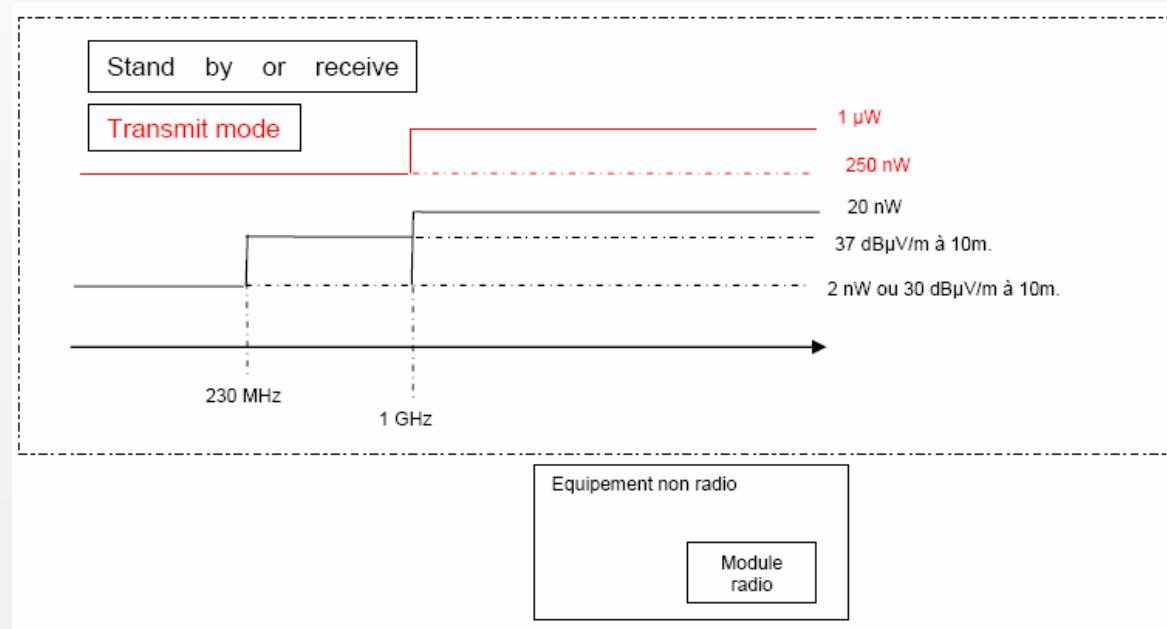 Stand by or receive
Transmit mode
1 µW
250 nW
20 nW
37 dBµV/m à 10m.
2 nW ou 30 dBµV/m à 10m.
230 MHz
1 GHz
Equipement non radio
Module
radio